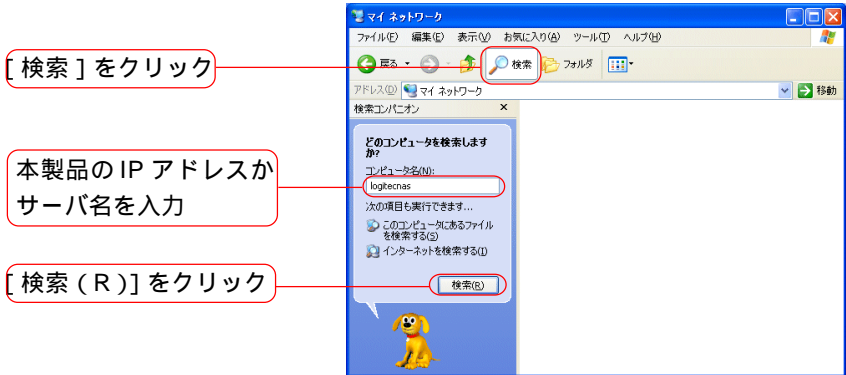 [ 検索 ] をクリック
本製品の IP アドレスか
サーバ名を入力
[ 検索 ( R )] をクリック
マイ ネットワーク
ファイル(F) 編集(E) 表示(V) お気に入り(A) ツール(T) ヘルプ(H)
戻る 検索 フォルダ
アドレス(D) マイ ネットワーク 移動
検索コンパニオン ×
どのコンピュータを検索します
か?
コンピュータ名(N):
logitecnas
次の項目も実行できます...
このコンピュータにあるファイル
を検索する(S)
インターネットを検索する(I)
検索(R)